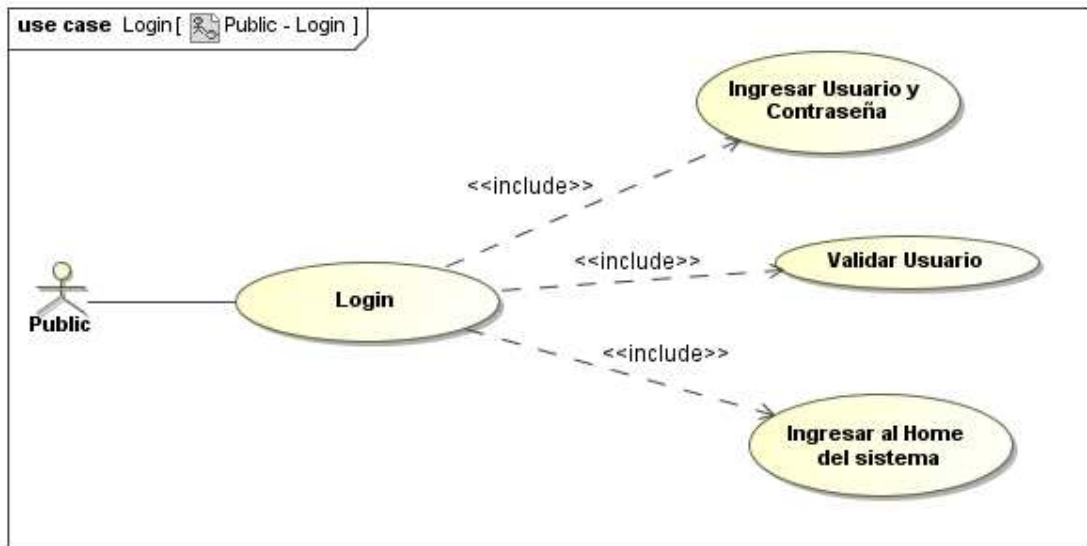 use case Login [ Public - Login ]
Ingresar Usuario y
Contraseña
<<include>>
<<include>>
Validar Usuario
Public
Login
<<include>>
Ingresar al Home
del sistema